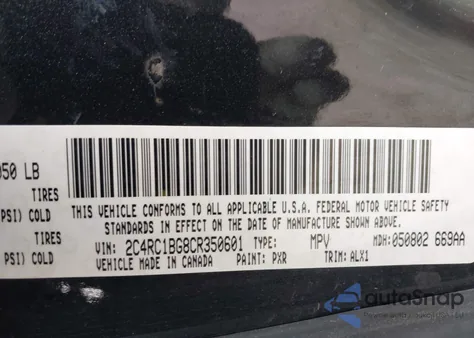 050 LB
TIRES
PSI) COLD
TIRES
PSI) COLD
THIS VEHICLE CONFORMS TO ALL APPLICABLE U.S.A. FEDERAL MOTOR VEHICLE SAFETY
STANDARDS IN EFFECT ON THE DATE OF MANUFACTURE SHOWN ABOVE.
VIN: 2C4RC1BG8CR350601 TYPE: MPV MDH:050802 669AA
VEHICLE MADE IN CANADA PAINT: PXR TRIM: ALX1
autoSnap